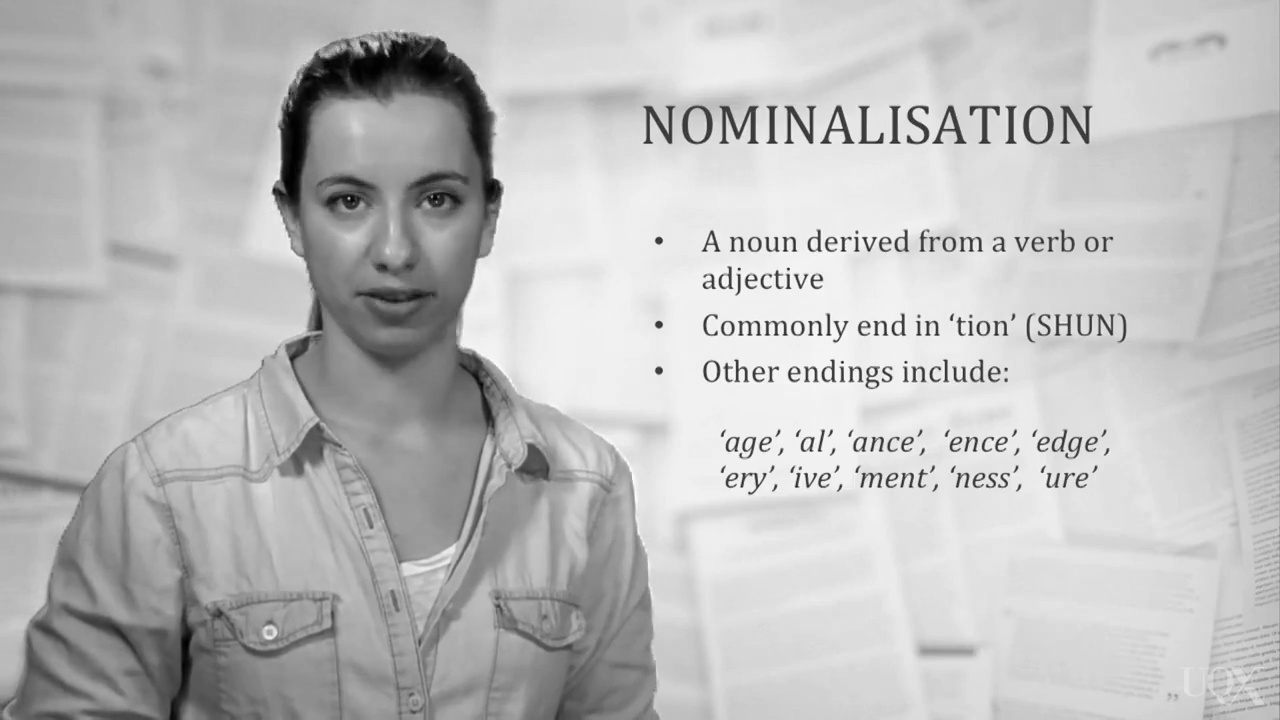 NOMINALISATION
• A noun derived from a verb or
adjective
• Commonly end in ‘tion’ (SHUN)
• Other endings include:
‘age’, ‘al’, ‘ance’, ‘ence’, ‘edge’,
‘ery’, ‘ive’, ‘ment’, ‘ness’, ‘ure’
UQX